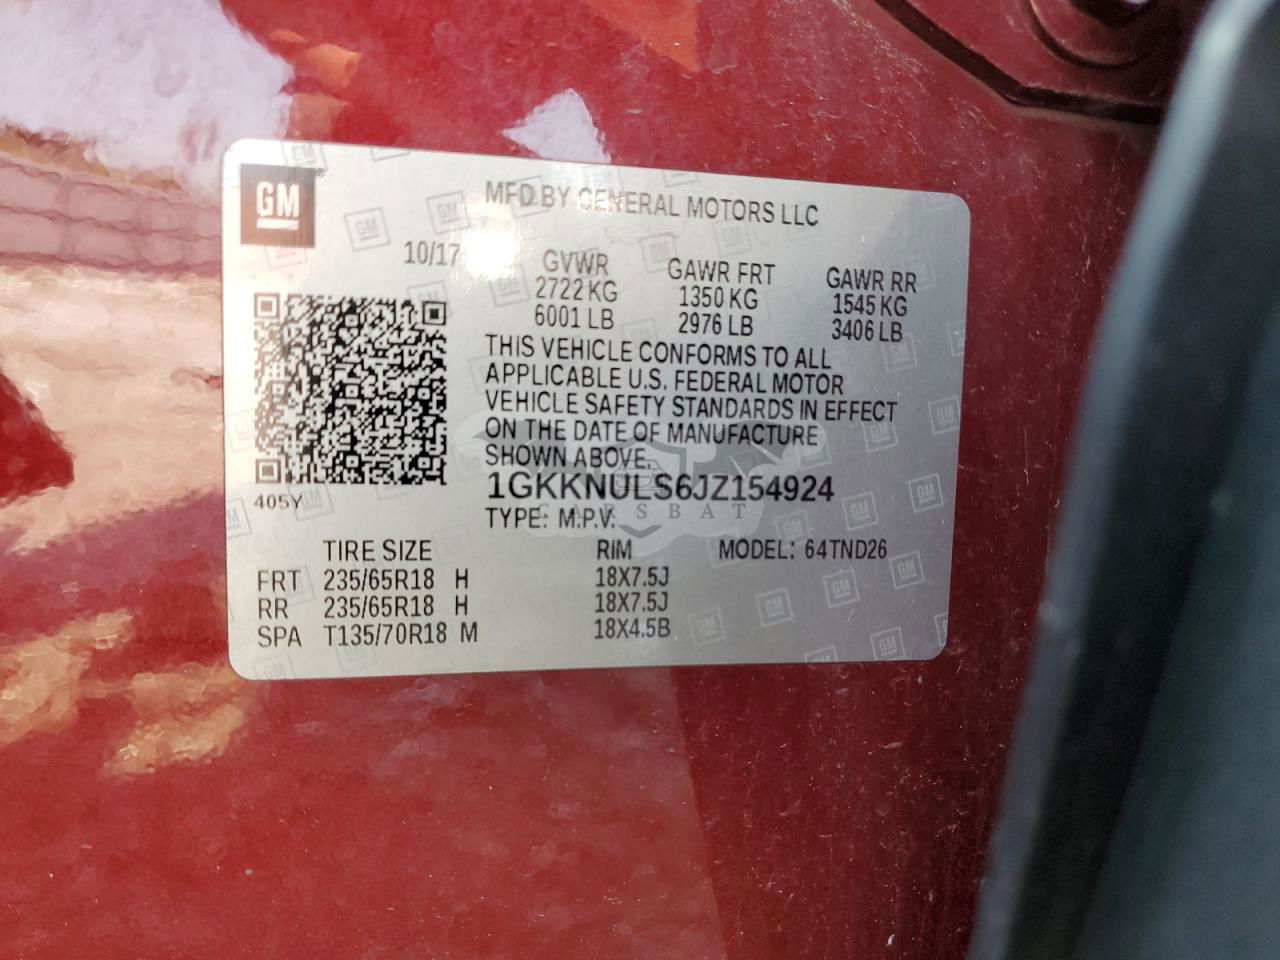 GM
MFD BY GENERAL MOTORS LLC
10/17
GVWR GAWR FRT GAWR RR
2722 KG 1350 KG 1545 KG
6001 LB 2976 LB 3406 LB
THIS VEHICLE CONFORMS TO ALL
APPLICABLE U.S. FEDERAL MOTOR
VEHICLE SAFETY STANDARDS IN EFFECT
ON THE DATE OF MANUFACTURE
SHOWN ABOVE.
1GKKNULS6JZ154924
CARSBAT
405Y
TYPE: M.P.V.
TIRE SIZE RIM MODEL: 64TND26
FRT 235/65R18 H 18X7.5J
RR 235/65R18 H 18X7.5J
SPA T135/70R18 M 18X4.5B